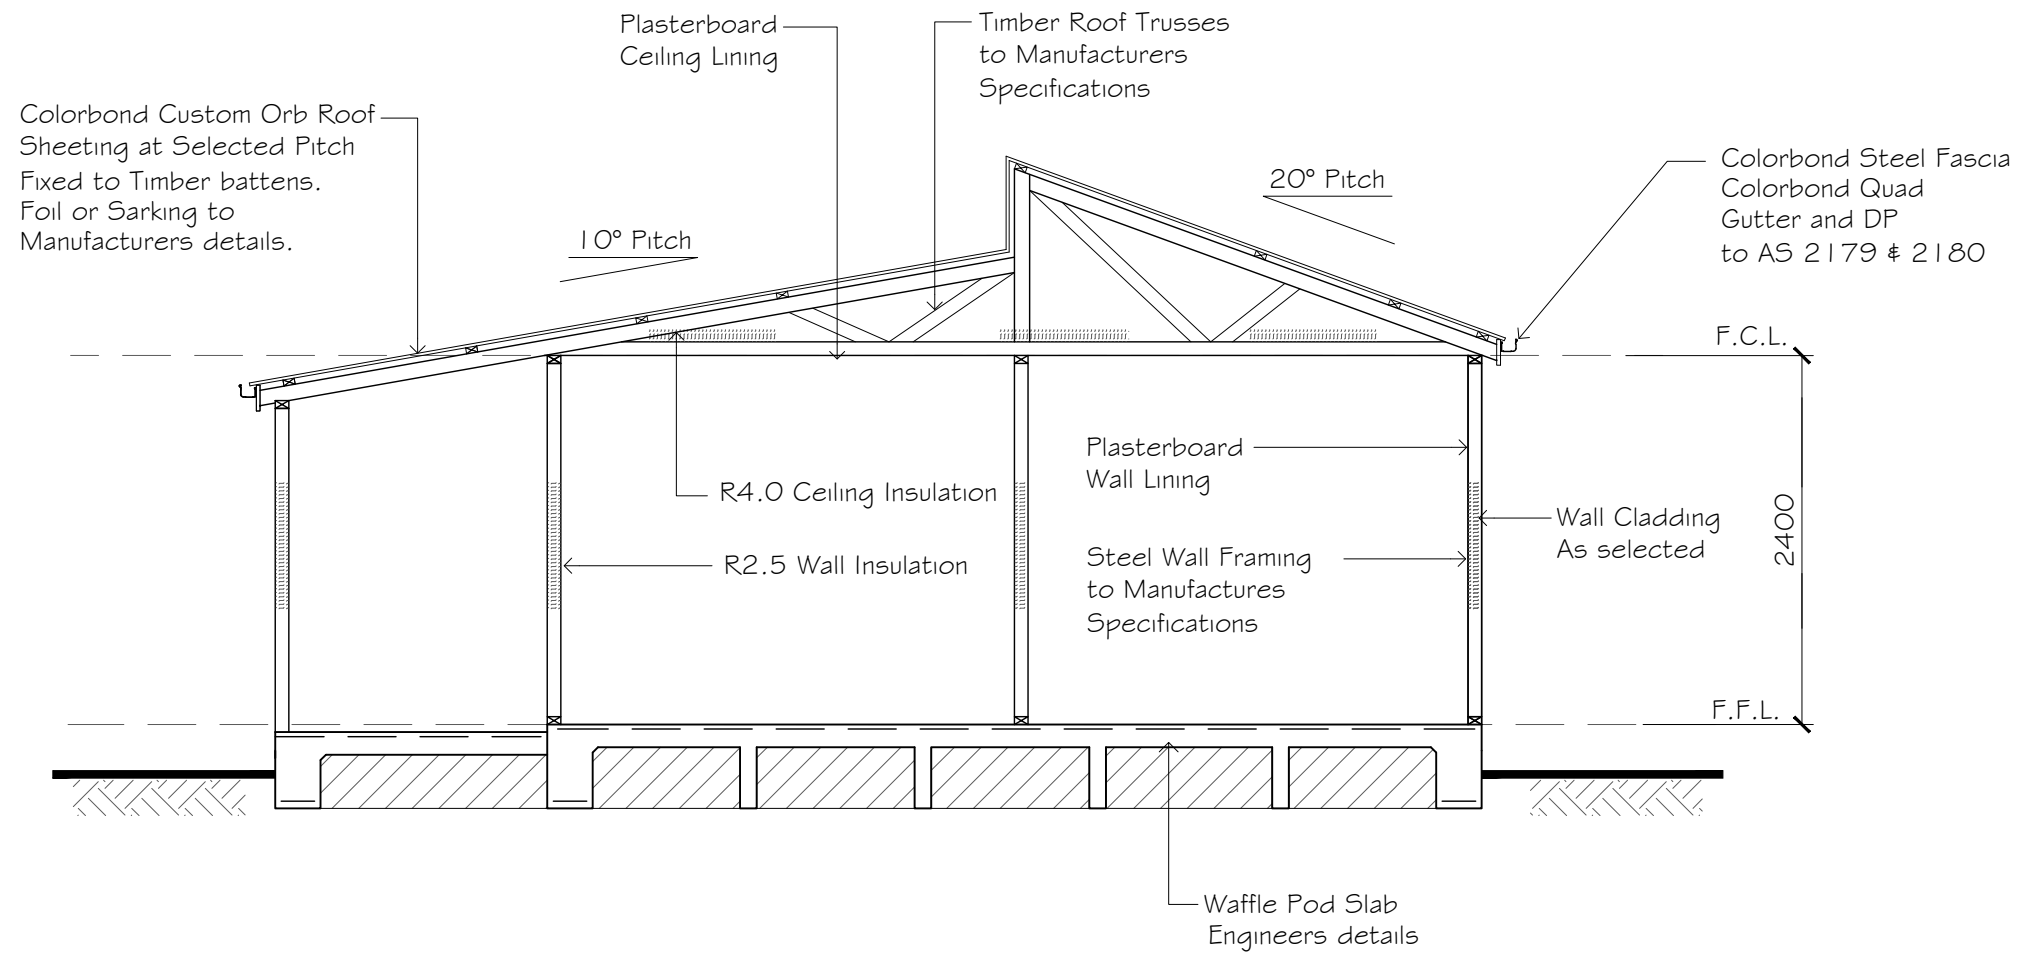 Plasterboard
Ceiling Lining
Timber Roof Trusses
to Manufacturers
Specifications
Colorbond Custom Orb Roof
Sheeting at Selected Pitch
Fixed to Timber battens.
Foil or Sarking to
Manufacturers details.
10° Pitch
20° Pitch
Colorbond Steel Fascia
Colorbond Quad
Gutter and DP
to AS 2179 & 2180
F.C.L.
R4.0 Ceiling Insulation
R2.5 Wall Insulation
Plasterboard
Wall Lining
Steel Wall Framing
to Manufactures
Specifications
Wall Cladding
As selected
2400
F.F.L.
Waffle Pod Slab
Engineers details